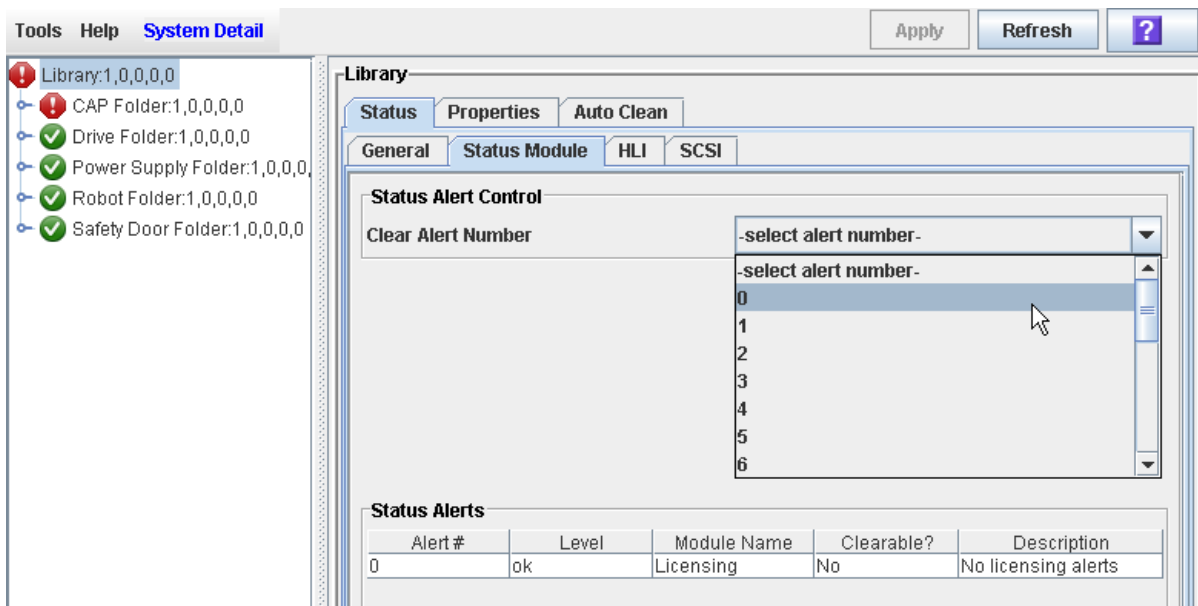 Tools Help System Detail Apply Refresh ?
Library:1,0,0,0,0
CAP Folder:1,0,0,0,0
Drive Folder:1,0,0,0,0
Power Supply Folder:1,0,0,0,
Robot Folder:1,0,0,0,0
Safety Door Folder:1,0,0,0,0
Library
Status Properties Auto Clean
General Status Module HLI SCSI
Status Alert Control
Clear Alert Number -select alert number-
-select alert number-
0
1
2
3
4
5
6
Status Alerts
Alert # Level Module Name Clearable? Description
0 ok Licensing No No licensing alerts